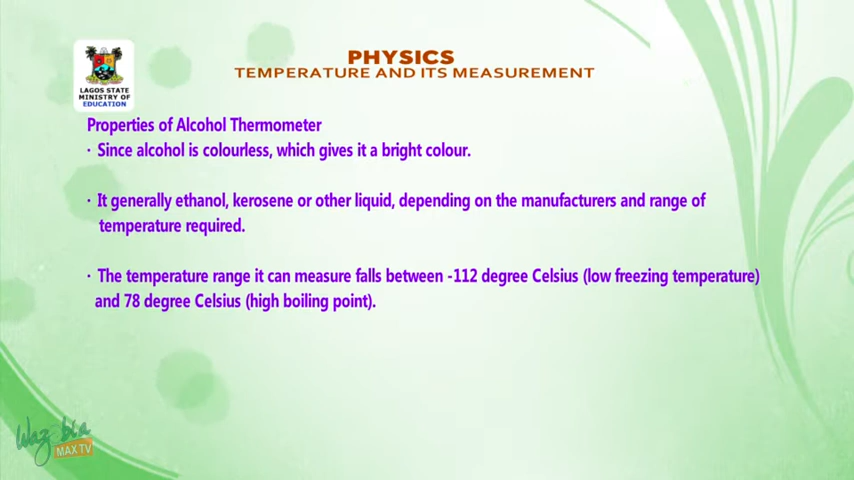 PHYSICS
TEMPERATURE AND ITS MEASUREMENT
LAGOS STATE
MINISTRY OF
EDUCATION
Properties of Alcohol Thermometer
· Since alcohol is colourless, which gives it a bright colour.
· It generally ethanol, kerosene or other liquid, depending on the manufacturers and range of
temperature required.
· The temperature range it can measure falls between -112 degree Celsius (low freezing temperature)
and 78 degree Celsius (high boiling point).
Wazobia
MAX TV